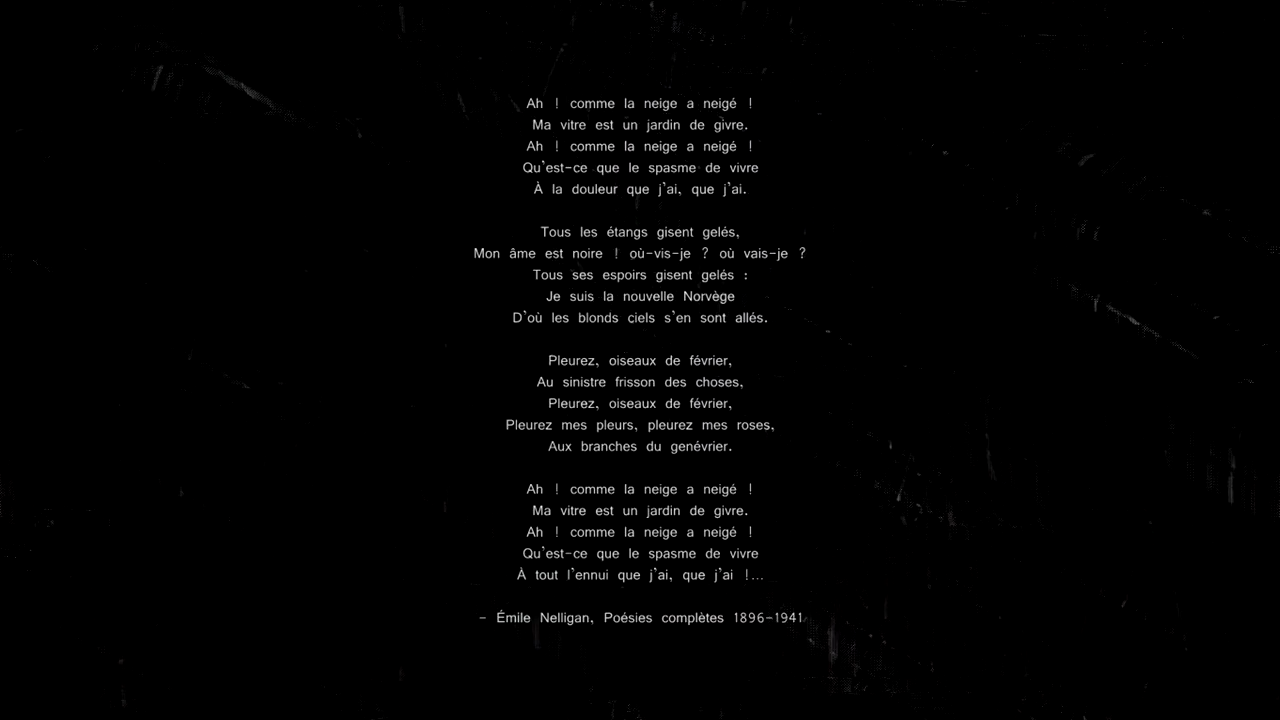 Ah ! comme la neige a neigé !
Ma vitre est un jardin de givre.
Ah ! comme la neige a neigé !
Qu'est-ce que le spasme de vivre
À la douleur que j'ai, que j'ai.
Tous les étangs gisent gelés,
Mon âme est noire ! où-vis-je ? où vais-je ?
Tous ses espoirs gisent gelés :
Je suis la nouvelle Norvège
D'où les blonds ciels s'en sont allés.
Pleurez, oiseaux de février,
Au sinistre frisson des choses,
Pleurez, oiseaux de février,
Pleurez mes pleurs, pleurez mes roses,
Aux branches du genévrier.
Ah ! comme la neige a neigé !
Ma vitre est un jardin de givre.
Ah ! comme la neige a neigé !
Qu'est-ce que le spasme de vivre
À tout l'ennui que j'ai, que j'ai !...
- Émile Nelligan, Poésies complètes 1896-1941